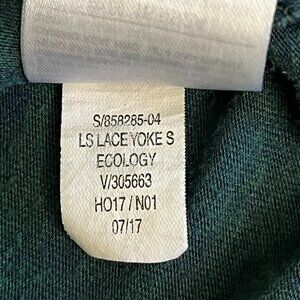 S/858285-04
LS LACE YOKE S
ECOLOGY
V/305663
HO17 / N01
07/17